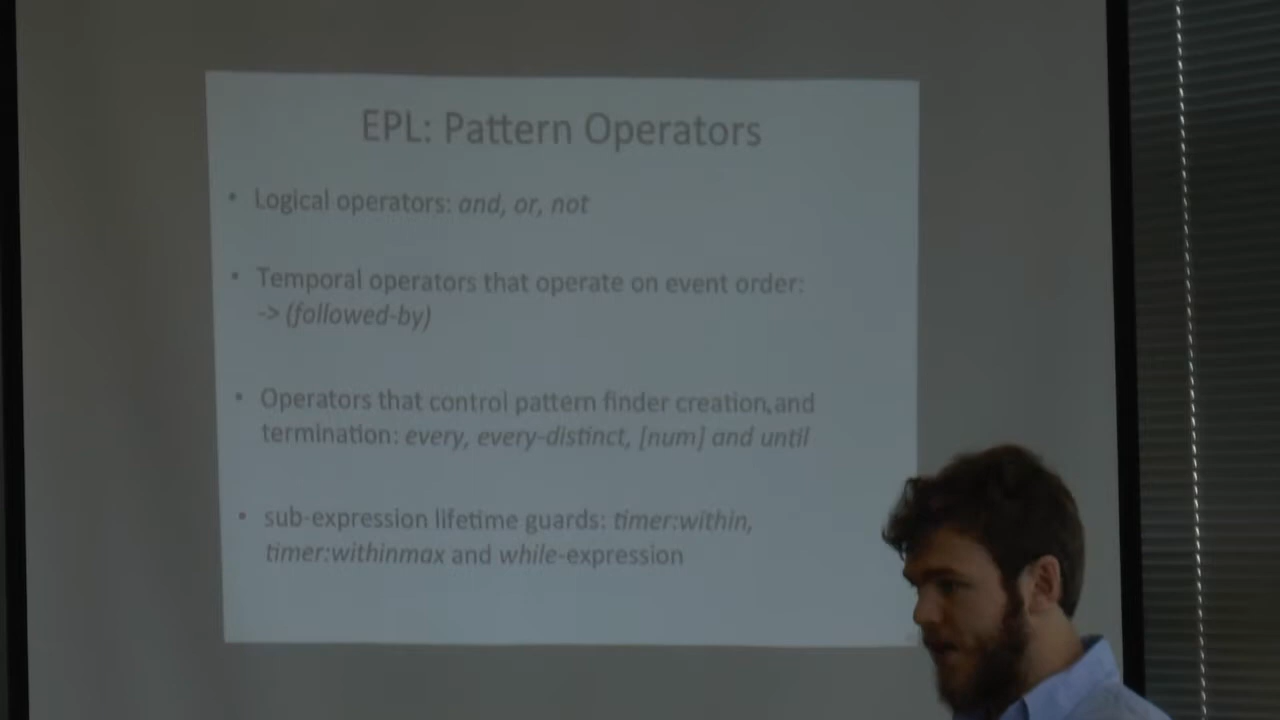 EPL: Pattern Operators
• Logical operators: and, or, not
• Temporal operators that operate on event order:
-> (followed-by)
• Operators that control pattern finder creation, and
termination: every, every-distinct, [num] and until
• sub-expression lifetime guards: timer:within,
timer:withinmax and while-expression